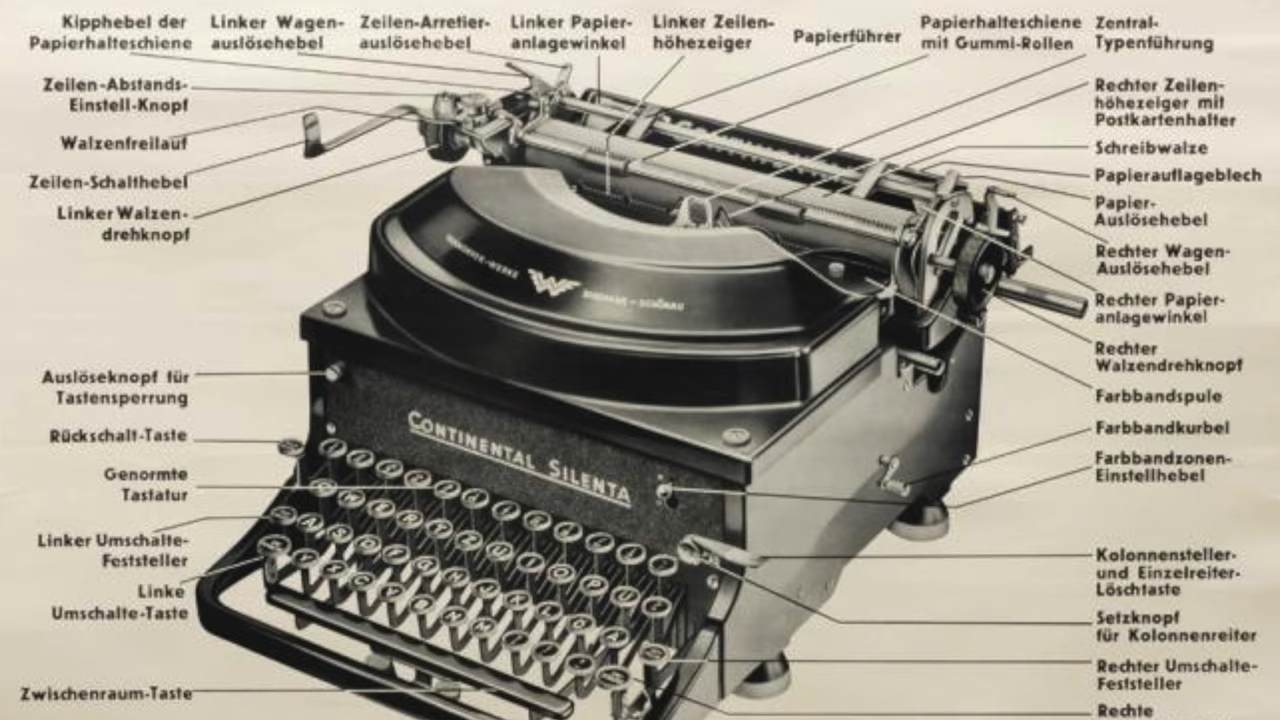 Kipphebel der
Papierhalteschiene
Linker Wagen-
auslösehebel
Zeilen-Arretier-
auslösehebel
Linker Papier-
anlagewinkel
Linker Zeilen-
höhezeiger
Papierführer
Papierhalteschiene
mit Gummi-Rollen
Zentral-
Typenführung
Zeilen-Abstands-
Einstell-Knopf
Walzenfreilauf
Zeilen-Schalthebel
Linker Walzen-
drehknopf
Rechter Zeilen-
höhezeiger mit
Postkartenhalter
Schreibwalze
Papierauflageblech
Papier-
Auslösehebel
Rechter Wagen-
Auslösehebel
Rechter Papier-
anlagewinkel
Rechter
Walzendrehknopf
Farbbandspule
Farbbandkurbel
Farbbandzonen-
Einstellhebel
W
CONTINENTAL SILENTA
Auslöseknopf für
Tastensperrung
Rückschalt-Taste
Genormte
Tastatur
Linker Umschalte-
Feststeller
Linke
Umschalte-Taste
Zwischenraum-Taste
Kolonnensteller-
und Einzelreiter-
Löschtaste
Setzknopf
für Kolonnenreiter
Rechter Umschalte-
Feststeller
Rechte